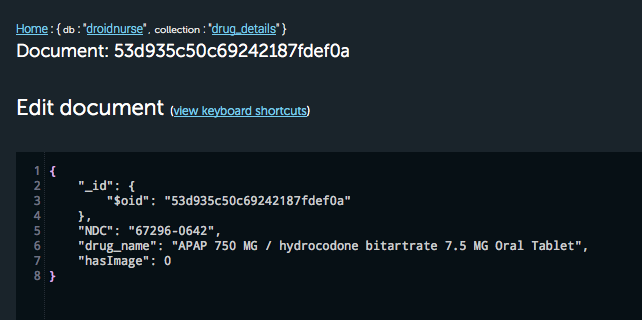 Home : { db : "droidnurse", collection : "drug_details" }
Document: 53d935c50c69242187fdef0a
Edit document (view keyboard shortcuts)
1 {
2 "_id": {
3 "$oid": "53d935c50c69242187fdef0a"
4 },
5 "NDC": "67296-0642",
6 "drug_name": "APAP 750 MG / hydrocodone bitartrate 7.5 MG Oral Tablet",
7 "hasImage": 0
8 }